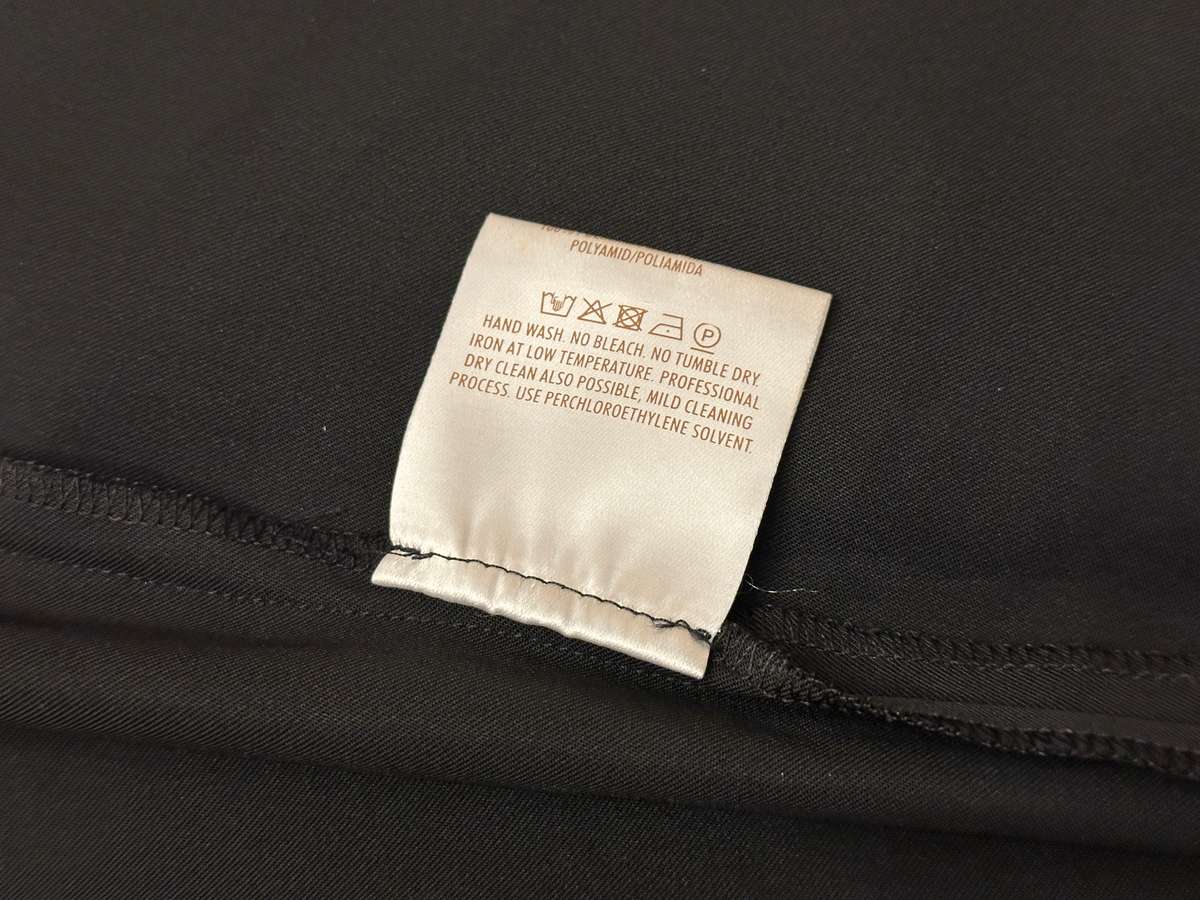 POLYAMID/POLIAMIDA
P
HAND WASH. NO BLEACH. NO TUMBLE DRY.
IRON AT LOW TEMPERATURE. PROFESSIONAL
DRY CLEAN ALSO POSSIBLE, MILD CLEANING
PROCESS. USE PERCHLOROETHYLENE SOLVENT.